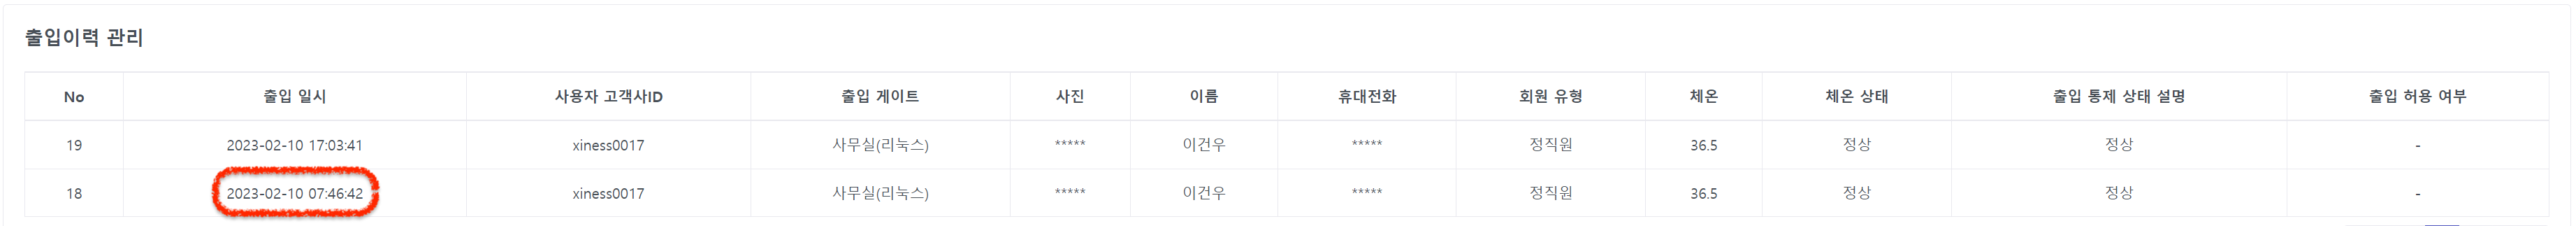 출입이력 관리
No 출입 일시 사용자 고객사ID 출입 게이트 사진 이름 휴대전화 회원 유형 체온 체온 상태 출입 통제 상태 설명 출입 허용 여부
19 2023-02-10 17:03:41 xiness0017 사무실(리눅스) ***** 이건우 ***** 정직원 36.5 정상 정상 -
18 2023-02-10 07:46:42 xiness0017 사무실(리눅스) ***** 이건우 ***** 정직원 36.5 정상 정상 -